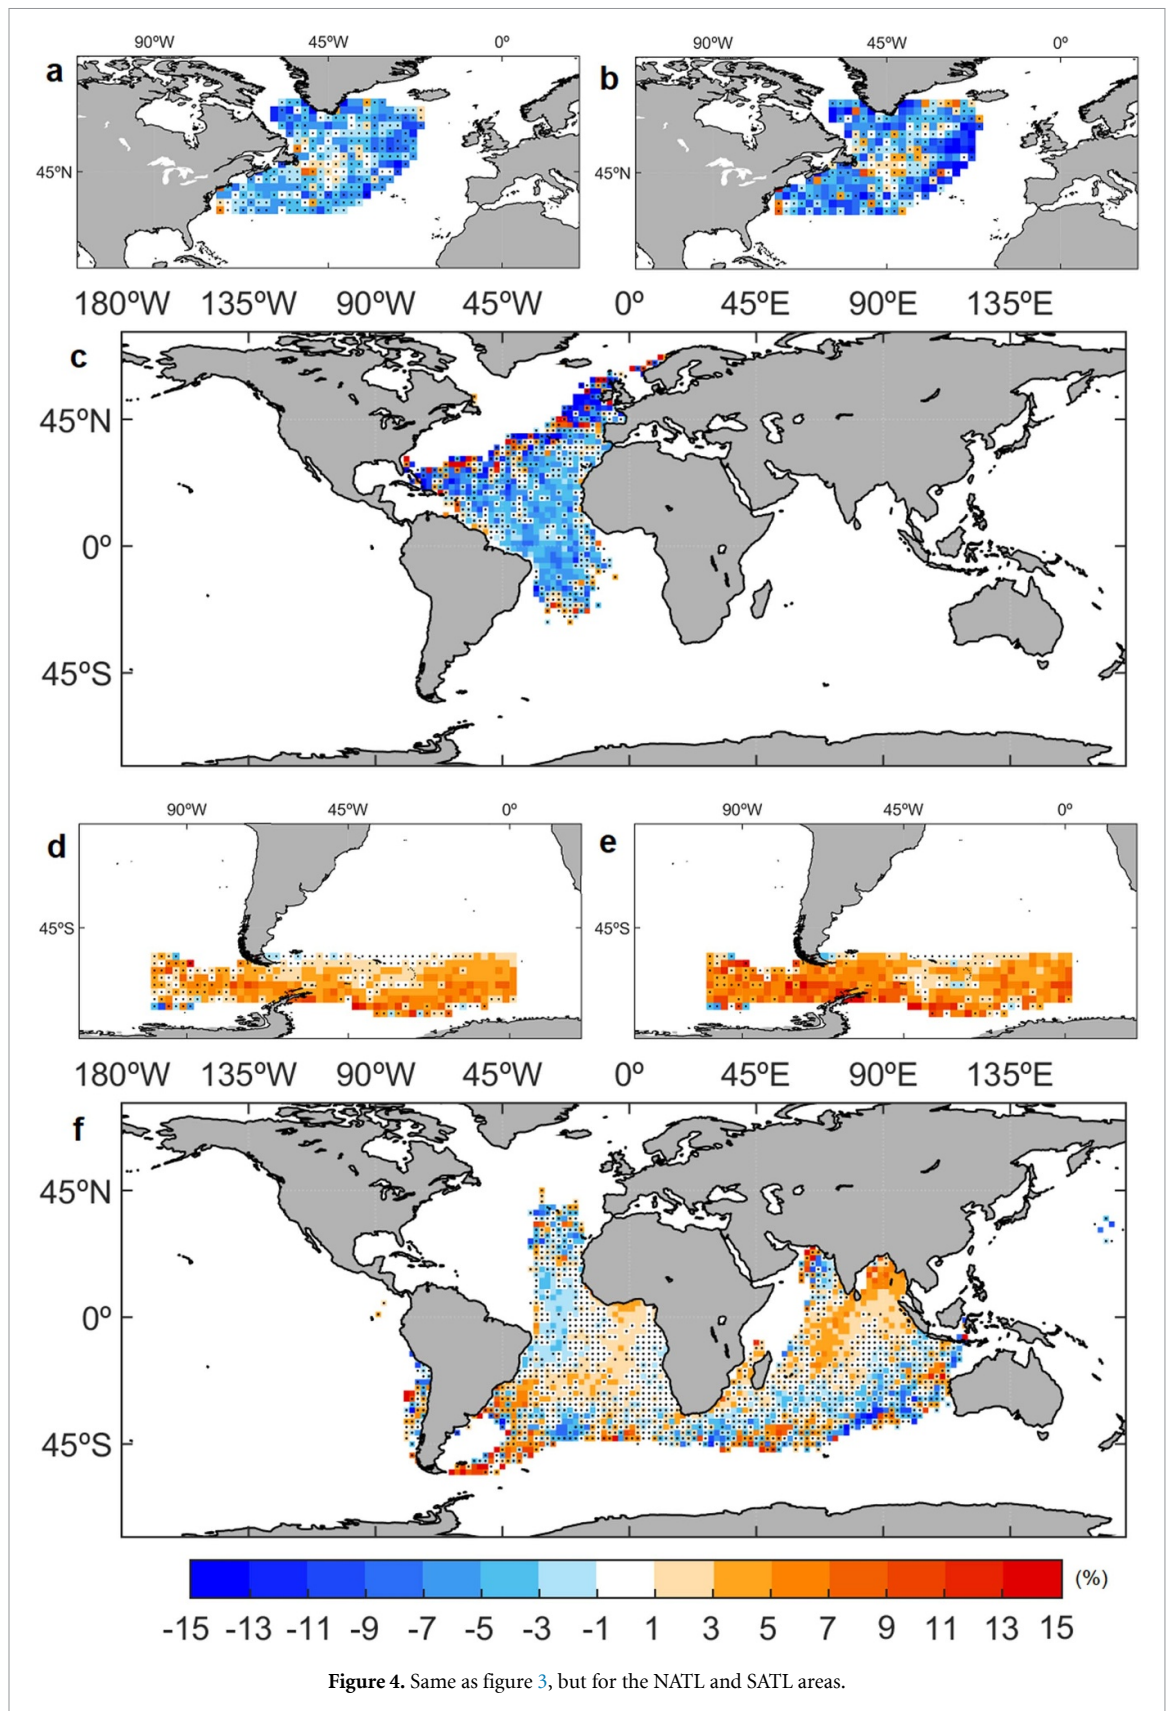 90ºW 45ºW 0º 90ºW 45ºW 0º
a b
45ºN 45ºN
180ºW 135ºW 90ºW 45ºW 0º 45ºE 90ºE 135ºE
c
45ºN
0º
45ºS
90ºW 45ºW 0º 90ºW 45ºW 0º
d e
45ºS 45ºS
180ºW 135ºW 90ºW 45ºW 0º 45ºE 90ºE 135ºE
f
45ºN
0º
45ºS
(%)
-15 -13 -11 -9 -7 -5 -3 -1 1 3 5 7 9 11 13 15
Figure 4. Same as figure 3, but for the NATL and SATL areas.